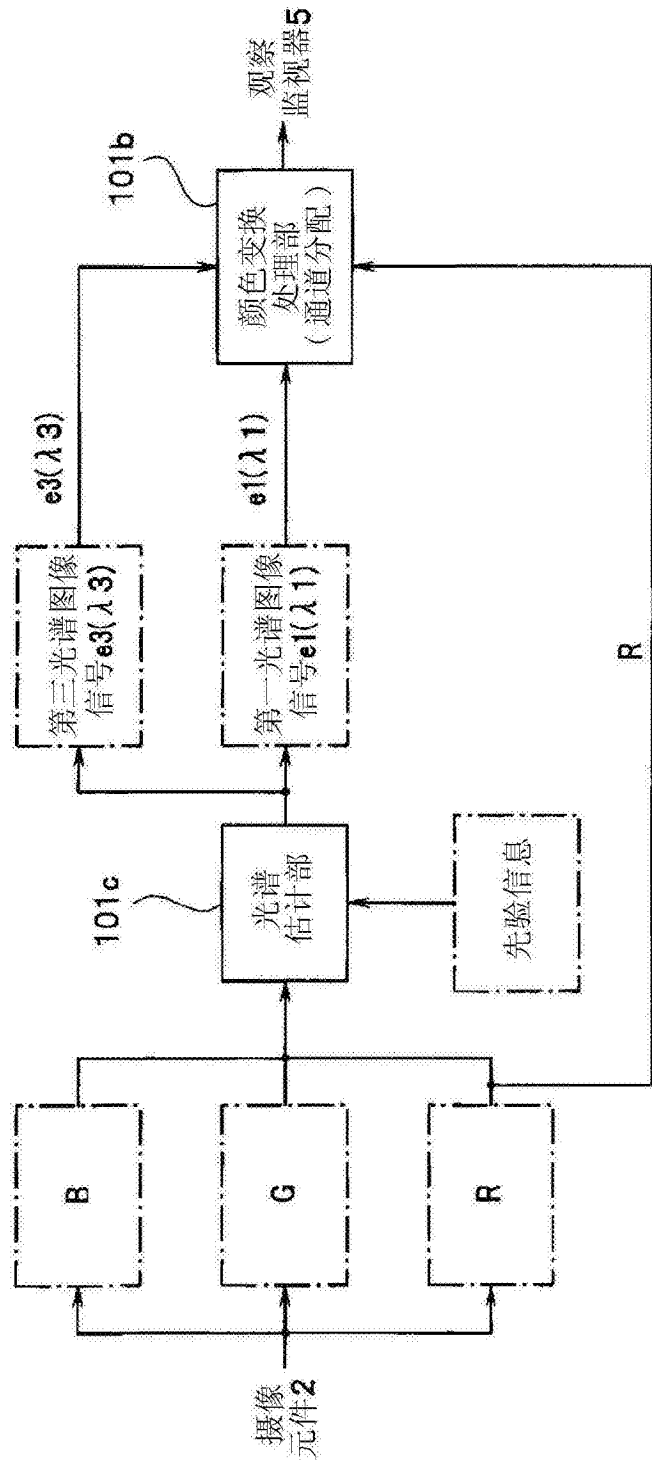 摄像
元件2
B
G
R
101c
光谱
估计部
先验信息
第三光谱图像
信号e3(λ3)
第一光谱图像
信号e1(λ1)
e3(λ3)
e1(λ1)
R
101b
颜色变换
处理部
(通道分配)
观察
监视器5